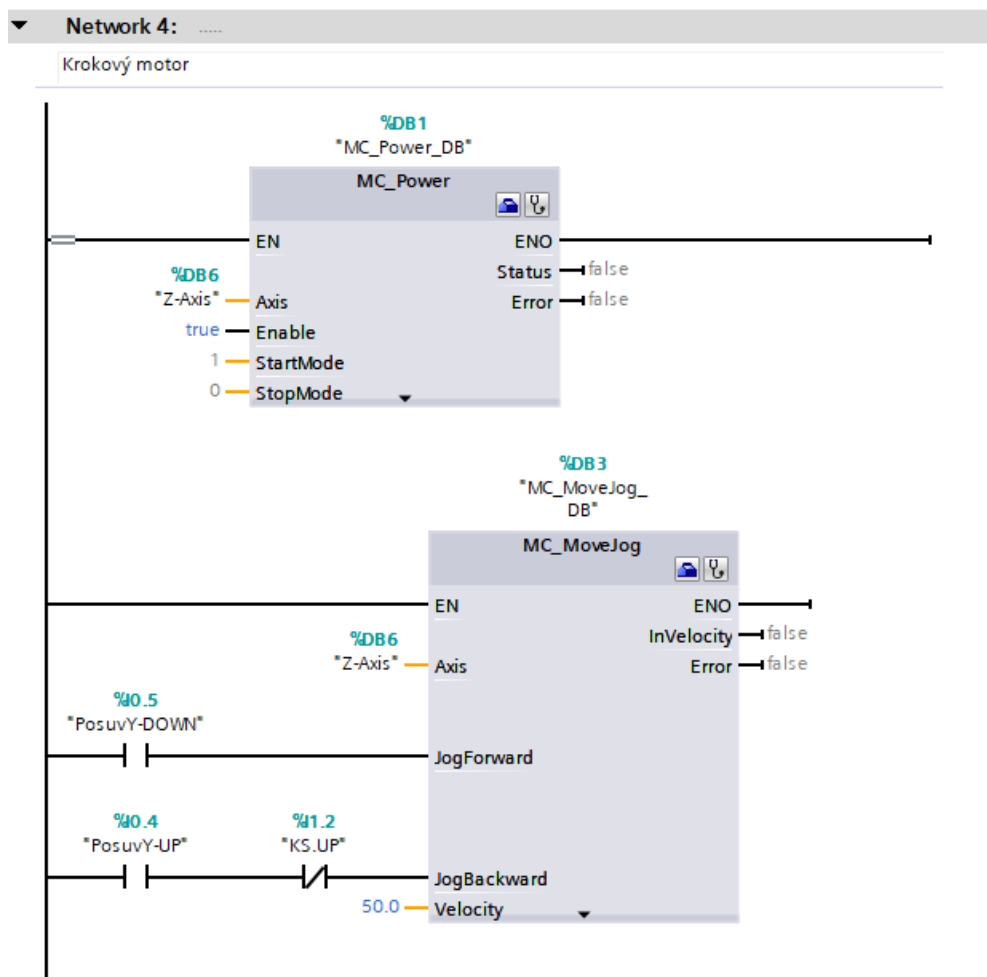 Network 4: .....
Krokový motor
%DB1
"MC_Power_DB"
MC_Power
EN
ENO
%DB6
"Z-Axis"
Axis
Status
false
Error
false
true
Enable
1
StartMode
0
StopMode
%DB3
"MC_MoveJog_
DB"
MC_MoveJog
EN
ENO
%DB6
"Z-Axis"
Axis
InVelocity
false
Error
false
%I0.5
"PosuvY-DOWN"
JogForward
%I0.4
"PosuvY-UP"
%I1.2
"KS.UP"
JogBackward
50.0
Velocity